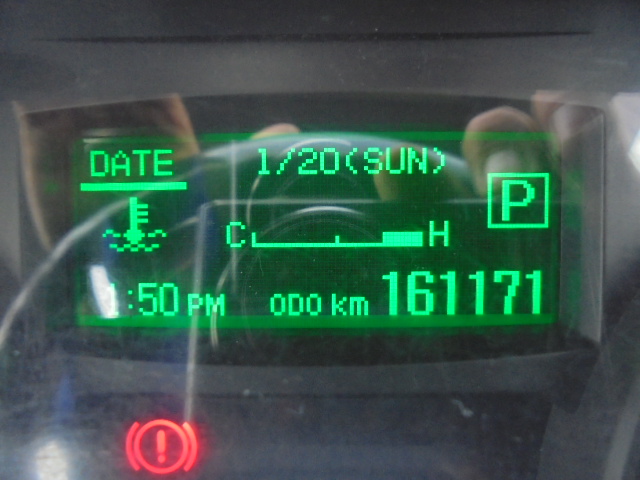 DATE 1/20(SUN)
P
C H
1:50 PM ODO km 161171